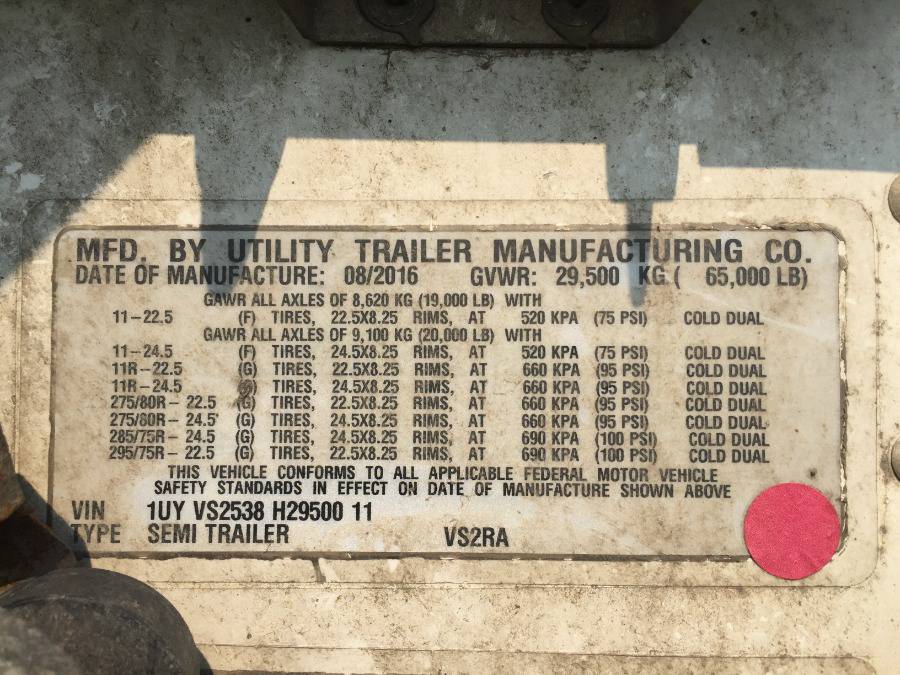 MFD. BY UTILITY TRAILER MANUFACTURING CO.
DATE OF MANUFACTURE: 08/2016 GVWR: 29,500 KG ( 65,000 LB)
GAWR ALL AXLES OF 8,620 KG (19,000 LB) WITH
11-22.5 (F) TIRES, 22.5X8.25 RIMS, AT 520 KPA (75 PSI) COLD DUAL
GAWR ALL AXLES OF 9,100 KG (20,000 LB) WITH
11-24.5 (F) TIRES, 24.5X8.25 RIMS, AT 520 KPA (75 PSI) COLD DUAL
11R-22.5 (G) TIRES, 22.5X8.25 RIMS, AT 660 KPA (95 PSI) COLD DUAL
11R-24.5 (G) TIRES, 24.5X8.25 RIMS, AT 660 KPA (95 PSI) COLD DUAL
275/80R-22.5 (G) TIRES, 22.5X8.25 RIMS, AT 660 KPA (95 PSI) COLD DUAL
275/80R-24.5 (G) TIRES, 24.5X8.25 RIMS, AT 660 KPA (95 PSI) COLD DUAL
285/75R-24.5 (G) TIRES, 24.5X8.25 RIMS, AT 690 KPA (100 PSI) COLD DUAL
295/75R-22.5 (G) TIRES, 22.5X8.25 RIMS, AT 690 KPA (100 PSI) COLD DUAL
THIS VEHICLE CONFORMS TO ALL APPLICABLE FEDERAL MOTOR VEHICLE
SAFETY STANDARDS IN EFFECT ON DATE OF MANUFACTURE SHOWN ABOVE
VIN 1UY VS2538 H29500 11
TYPE SEMI TRAILER VS2RA